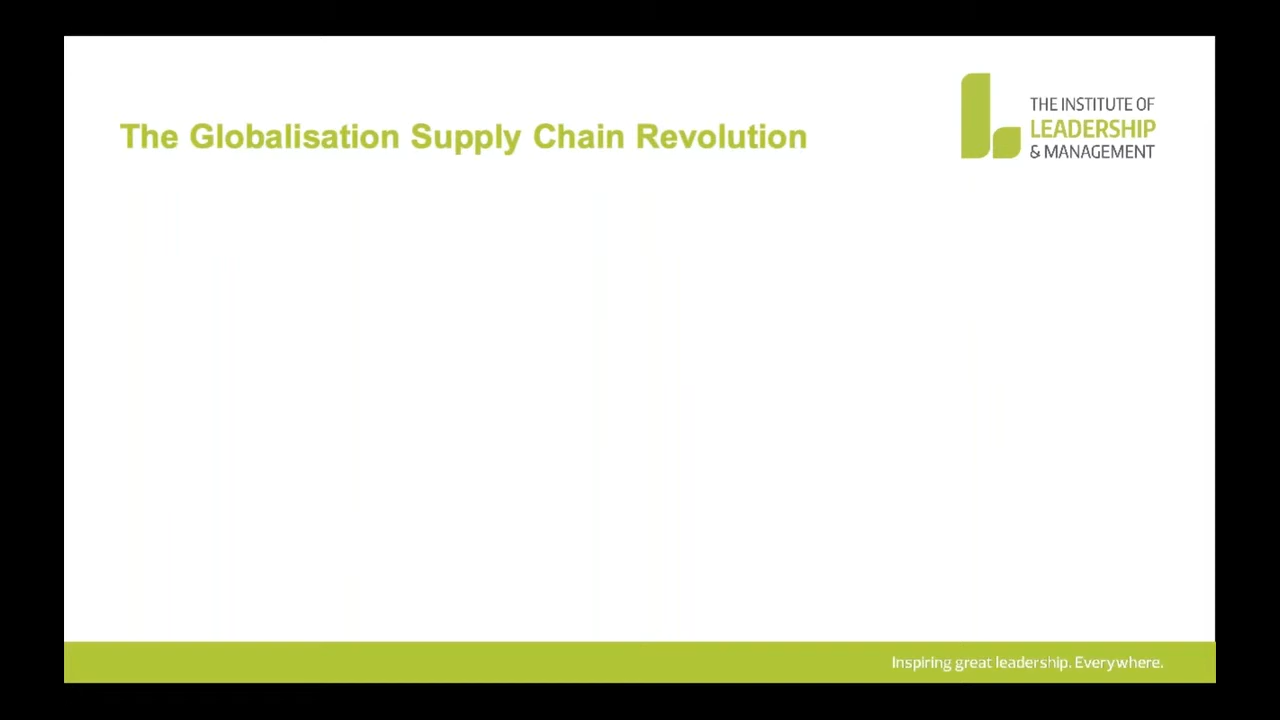 The Globalisation Supply Chain Revolution
THE INSTITUTE OF
LEADERSHIP
& MANAGEMENT
Inspiring great leadership. Everywhere.